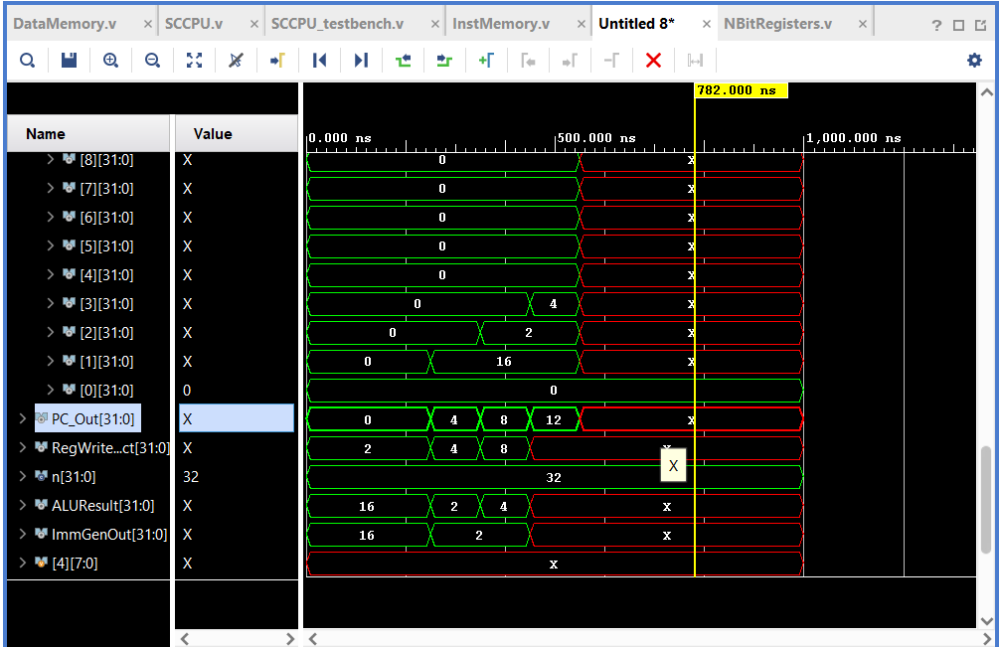 DataMemory.v × SCCPU.v × SCCPU_testbench.v × InstMemory.v × Untitled 8* × NBitRegisters.v × ?
782.000 ns
Name Value 0.000 ns 500.000 ns 1,000.000 ns
[8][31:0] X 0 X
[7][31:0] X 0 X
[6][31:0] X 0 X
[5][31:0] X 0 X
[4][31:0] X 0 X
[3][31:0] X 0 4 X
[2][31:0] X 0 2 X
[1][31:0] X 0 16 X
[0][31:0] 0 0
PC_Out[31:0] X 0 4 8 12 X
RegWrite...ct[31:0] X 2 4 8 X
X
n[31:0] 32 32
ALUResult[31:0] X 16 2 4 X
ImmGenOut[31:0] X 16 2 X
[4][7:0] X X